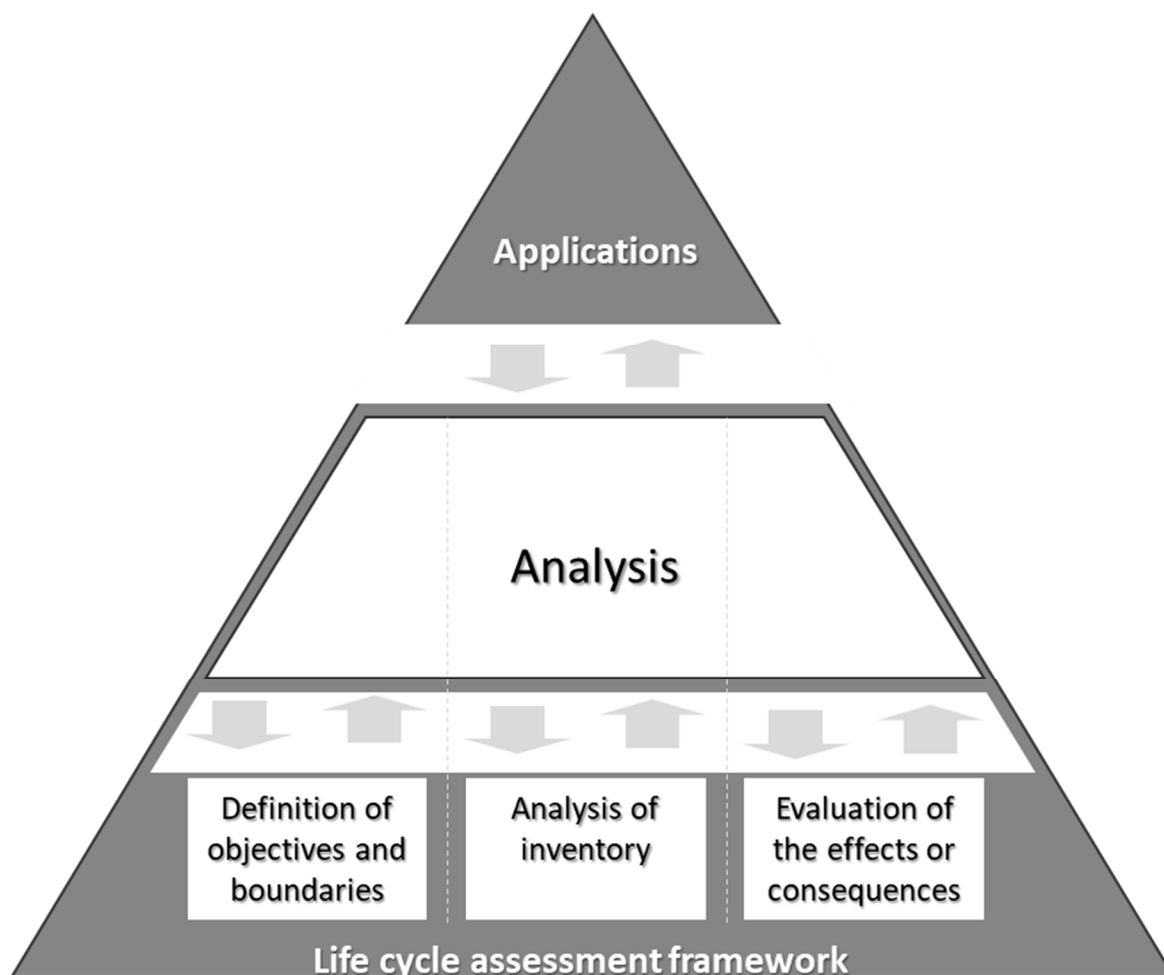 Applications
Analysis
Definition of
objectives and
boundaries
Analysis of
inventory
Evaluation of
the effects or
consequences
Life cycle assessment framework